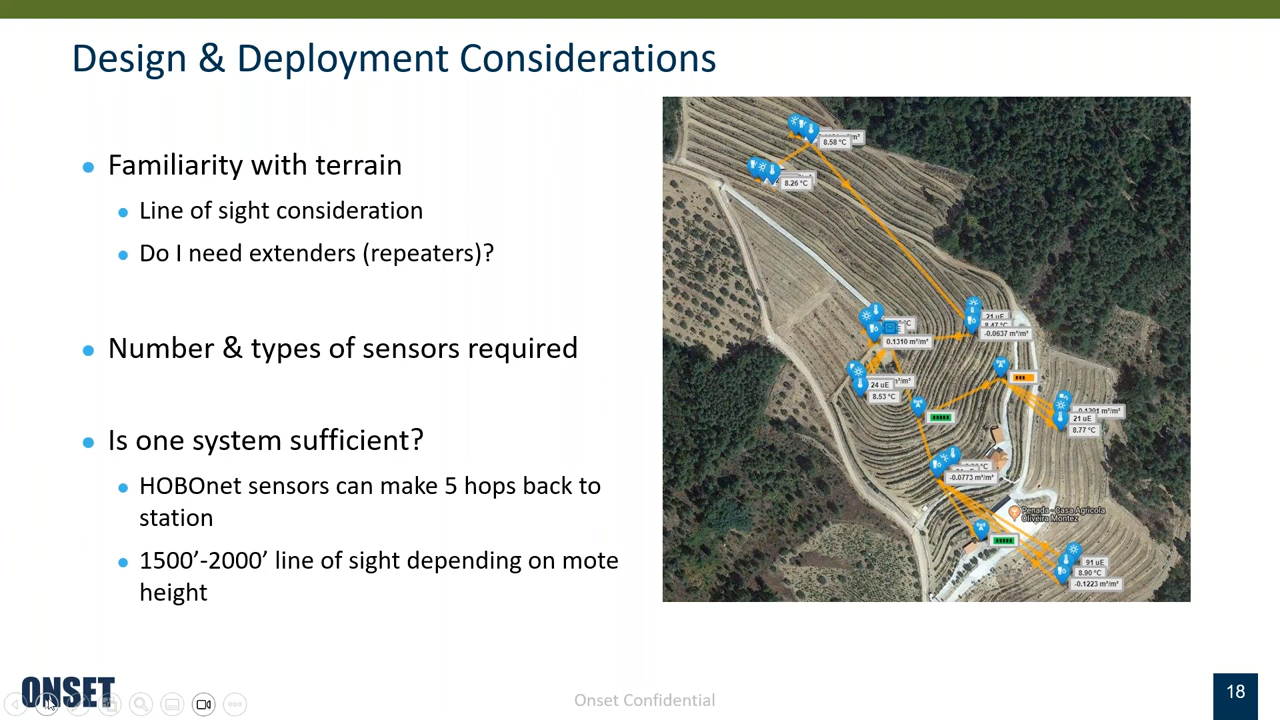 Design & Deployment Considerations
• Familiarity with terrain
• Line of sight consideration
• Do I need extenders (repeaters)?
• Number & types of sensors required
• Is one system sufficient?
• HOBOnet sensors can make 5 hops back to
station
• 1500’-2000’ line of sight depending on mote
height
8.58 °C
8.26 °C
21 uE
8.47 °C
-0.0637 m³/m³
0.1310 m³/m³
24 uE
8.53 °C
21 uE
8.77 °C
-0.0773 m³/m³
Penada - Casa Agrícola
Oliveira Montez
91 uE
8.90 °C
-0.1223 m³/m³
ONSET
Onset Confidential
18